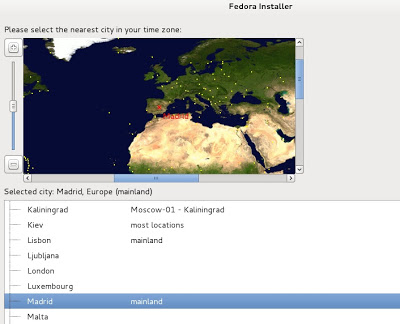 Fedora Installer
Please select the nearest city in your time zone:
Madrid
Selected city: Madrid, Europe (mainland)
Kaliningrad Moscow-01 - Kaliningrad
Kiev most locations
Lisbon mainland
Ljubljana
London
Luxembourg
Madrid mainland
Malta